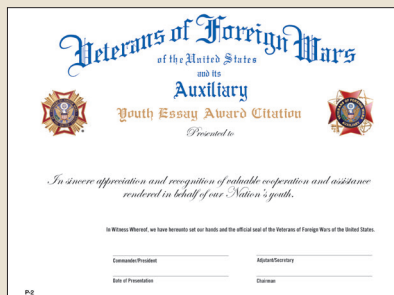 Veterans of Foreign Wars
of the United States
and its
Auxiliary
Youth Essay Award Citation
Presented to
In sincere appreciation and recognition of valuable cooperation and assistance
rendered in behalf of our Nation's youth.
In Witness Whereof, we have hereunto set our hands and the official seal of the Veterans of Foreign Wars of the United States.
Commander/President
Adjutant/Secretary
Date of Presentation
Chairman
P-2